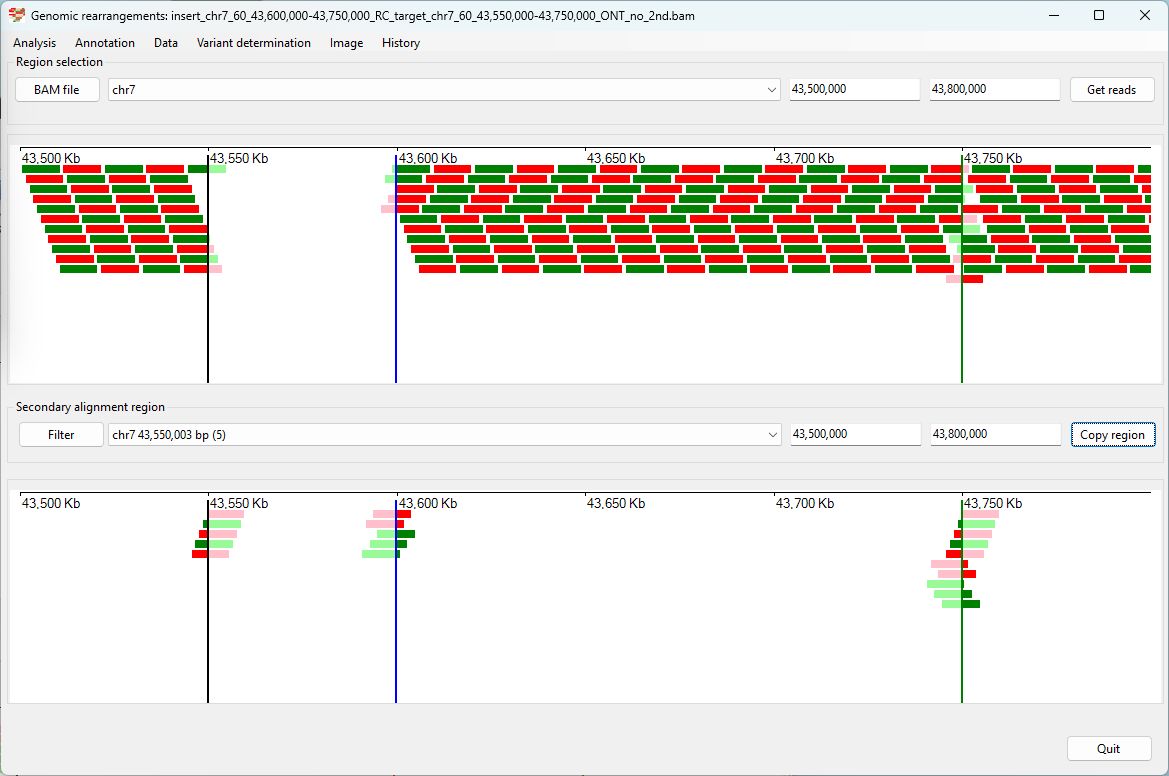 Genomic rearrangements: insert_chr7_60_43,600,000-43,750,000_RC_target_chr7_60_43,550,000-43,750,000_ONT_no_2nd.bam
Analysis Annotation Data Variant determination Image History
Region selection
BAM file chr7 43,500,000 43,800,000 Get reads
43,500 Kb 43,550 Kb 43,600 Kb 43,650 Kb 43,700 Kb 43,750 Kb
Secondary alignment region
Filter chr7 43,550,003 bp (5) 43,500,000 43,800,000 Copy region
43,500 Kb 43,550 Kb 43,600 Kb 43,650 Kb 43,700 Kb 43,750 Kb
Quit